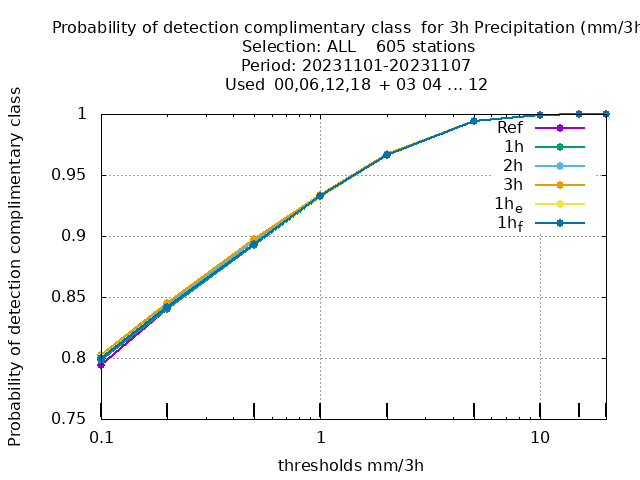 Probability of detection complimentary class for 3h Precipitation (mm/3h
Selection: ALL 605 stations
Period: 20231101-20231107
Used 00,06,12,18 + 03 04 ... 12
Probability of detection complimentary class
1
0.95
0.9
0.85
0.8
0.75
0.1
1
10
thresholds mm/3h
Ref
1h
2h
3h
1he
1hf